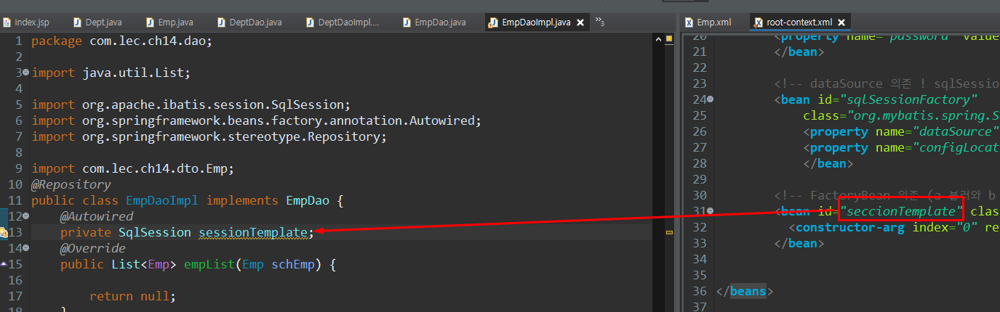 index.jsp Dept.java Emp.java DeptDao.java DeptDaoImpl.... EmpDao.java EmpDaoImpl.java »3
1 package com.lec.ch14.dao;
2
3 import java.util.List;
4
5 import org.apache.ibatis.session.SqlSession;
6 import org.springframework.beans.factory.annotation.Autowired;
7 import org.springframework.stereotype.Repository;
8
9 import com.lec.ch14.dto.Emp;
10 @Repository
11 public class EmpDaoImpl implements EmpDao {
12 @Autowired
13 private SqlSession sessionTemplate;
14 @Override
15 public List<Emp> empList(Emp schEmp) {
16
17 return null;
18 }
Emp.xml root-context.xml
20 <property name="password" value
21 </bean>
22
23 <!-- dataSource 의존 ! sqlSession
24 <bean id="sqlSessionFactory"
25 class="org.mybatis.spring.S
26 <property name="dataSource"
27 <property name="configLocat
28 </bean>
29
30 <!-- FactoryBean 의존 (a 불러와 b
31 <bean id="seccionTemplate" clas
32 <constructor-arg index="0" re
33 </bean>
34
35
36 </beans>
37